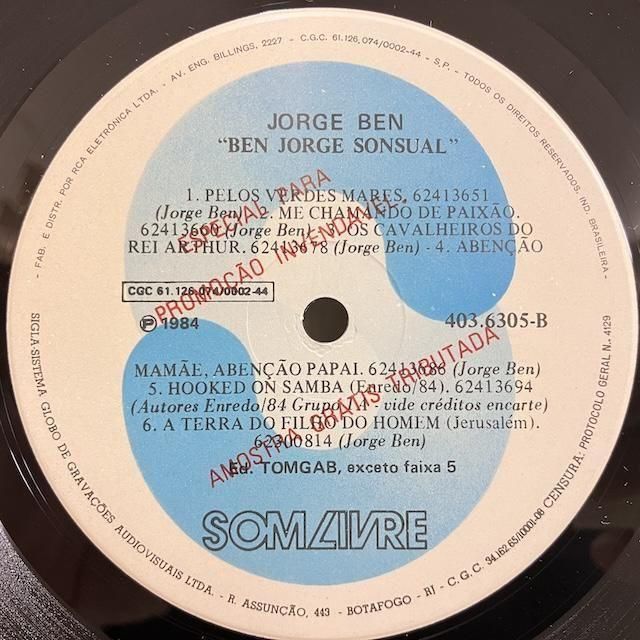 - FAB. E DISTR. POR RCA ELETRÔNICA LTDA. - AV. ENG. BILLINGS, 2227 - C.G.C. 61.126.074/0002-44 - S.P. - TODOS OS DIREITOS RESERVADOS. IND. BRASILEIRA -
JORGE BEN
"BEN JORGE SONSUAL"
1. PELOS VERDES MARES. 62413651
(Jorge Ben) - 2. ME CHAMANDO DE PAIXÃO.
62413660 (Jorge Ben) - 3. OS CAVALHEIROS DO
REI ARTHUR. 62413678 (Jorge Ben) - 4. ABENÇÃO
CGC 61.126.074/0002-44
Ⓟ 1984
403.6305-B
MAMÃE, ABENÇÃO PAPAI. 62413686 (Jorge Ben)
5. HOOKED ON SAMBA (Enredo/84). 62413694
(Autores Enredo/84 Grupo - vide créditos encarte)
6. A TERRA DO FILHO DO HOMEM (Jerusalém).
62300814 (Jorge Ben)
Ed. TOMGAB, exceto faixa 5
ESPECIAL PARA
PROMOÇÃO INVENDÁVEL.
AMOSTRA GRÁTIS TRIBUTADA
SOM LIVRE
SIGLA-SISTEMA GLOBO DE GRAVAÇÕES AUDIOVISUAIS LTDA. - R. ASSUNÇÃO, 443 - BOTAFOGO - RJ - C.G.C. 34.162.65/10001-08 CENSURA: PROTOCOLO GERAL N. 4129